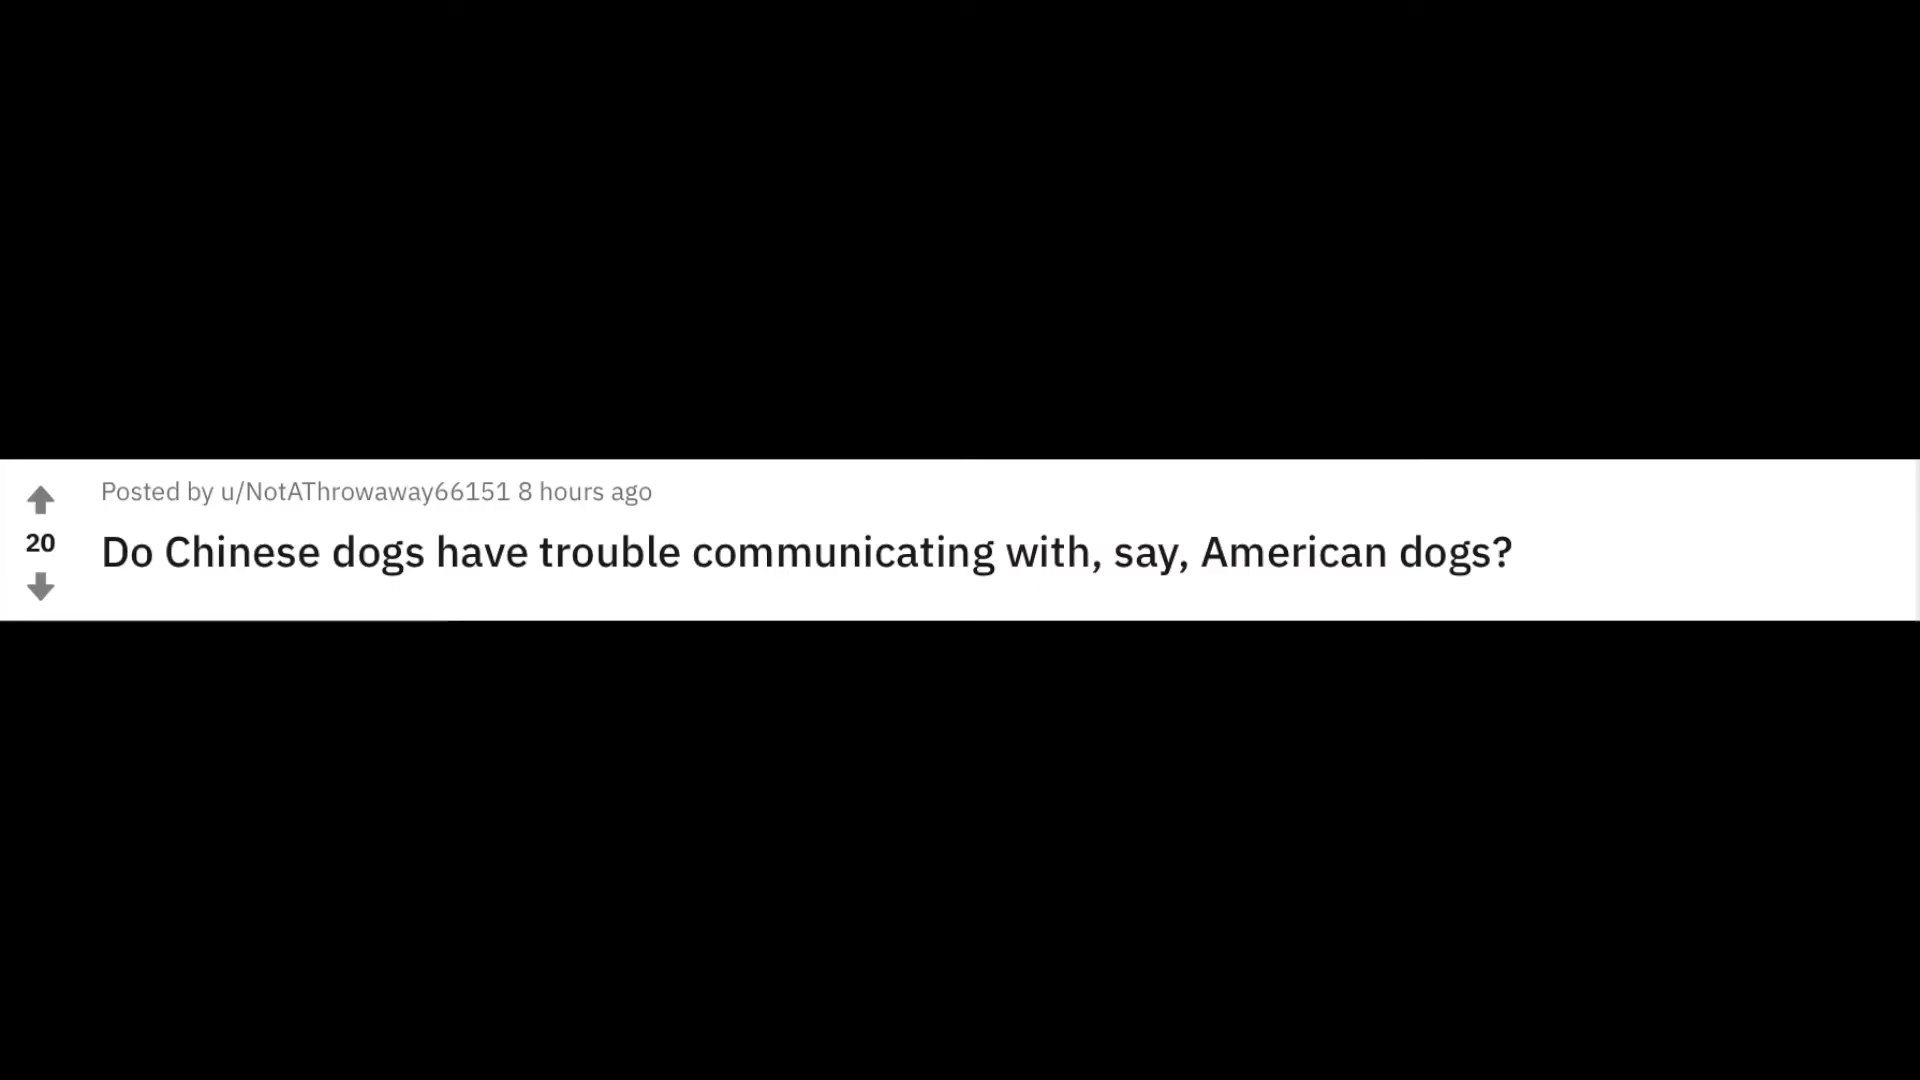 Posted by u/NotAThrowaway66151 8 hours ago
20
Do Chinese dogs have trouble communicating with, say, American dogs?